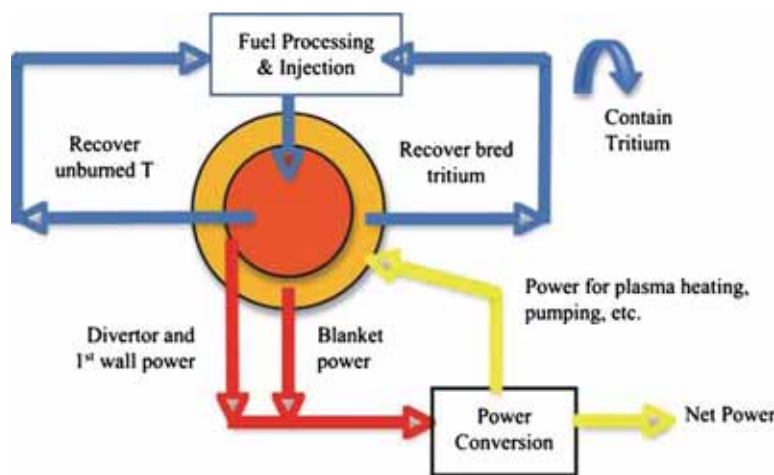 Fuel Processing
& Injection
Contain
Tritium
Recover
unburned T
Recover bred
tritium
Power for plasma heating,
pumping, etc.
Divertor and
1st wall power
Blanket
power
Power
Conversion
Net Power